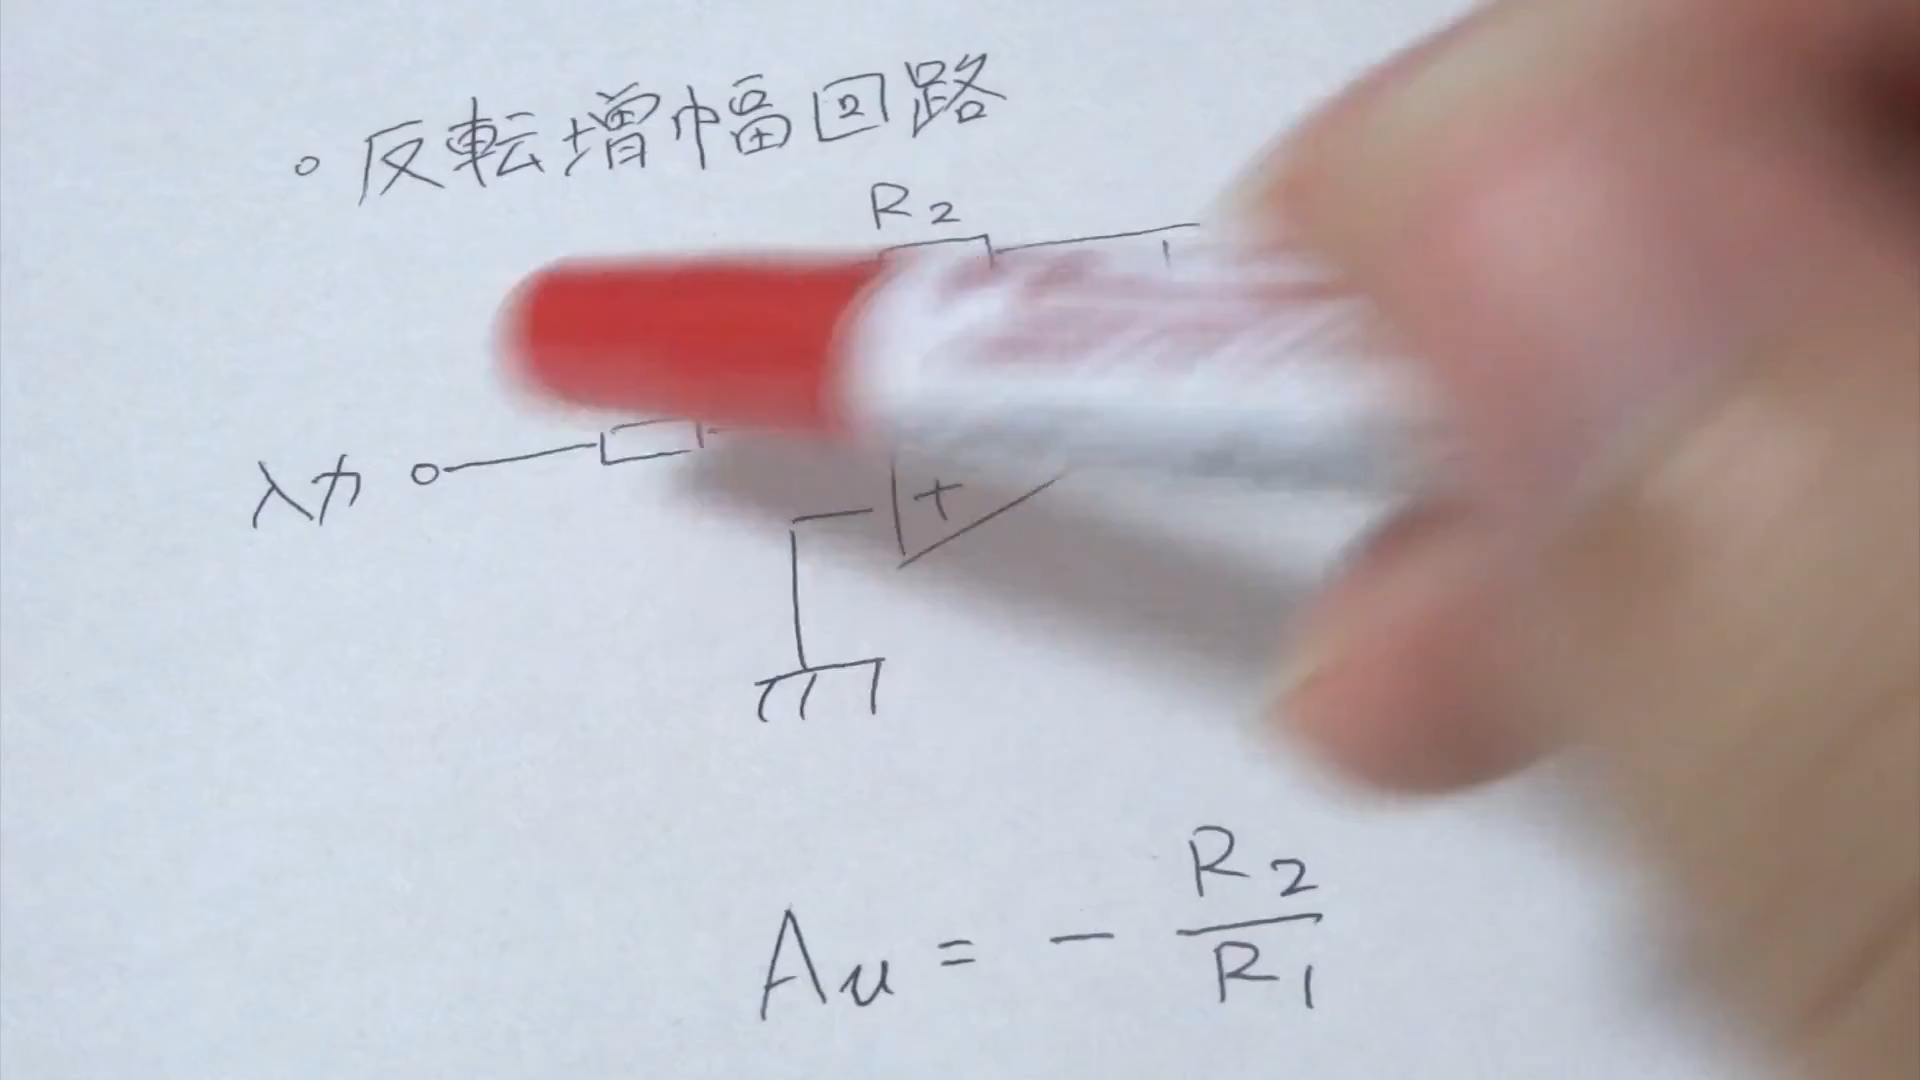 ○ 反転増幅回路
R2
入力
+
Au = - R2/R1